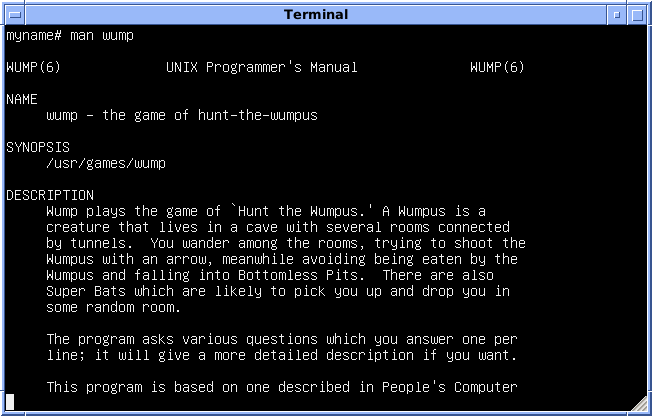 Terminal
myname# man wump
WUMP(6)             UNIX Programmer's Manual              WUMP(6)
NAME
     wump - the game of hunt-the-wumpus
SYNOPSIS
     /usr/games/wump
DESCRIPTION
     Wump plays the game of `Hunt the Wumpus.' A Wumpus is a
     creature that lives in a cave with several rooms connected
     by tunnels.  You wander among the rooms, trying to shoot the
     Wumpus with an arrow, meanwhile avoiding being eaten by the
     Wumpus and falling into Bottomless Pits.  There are also
     Super Bats which are likely to pick you up and drop you in
     some random room.
     The program asks various questions which you answer one per
     line; it will give a more detailed description if you want.
     This program is based on one described in People's Computer